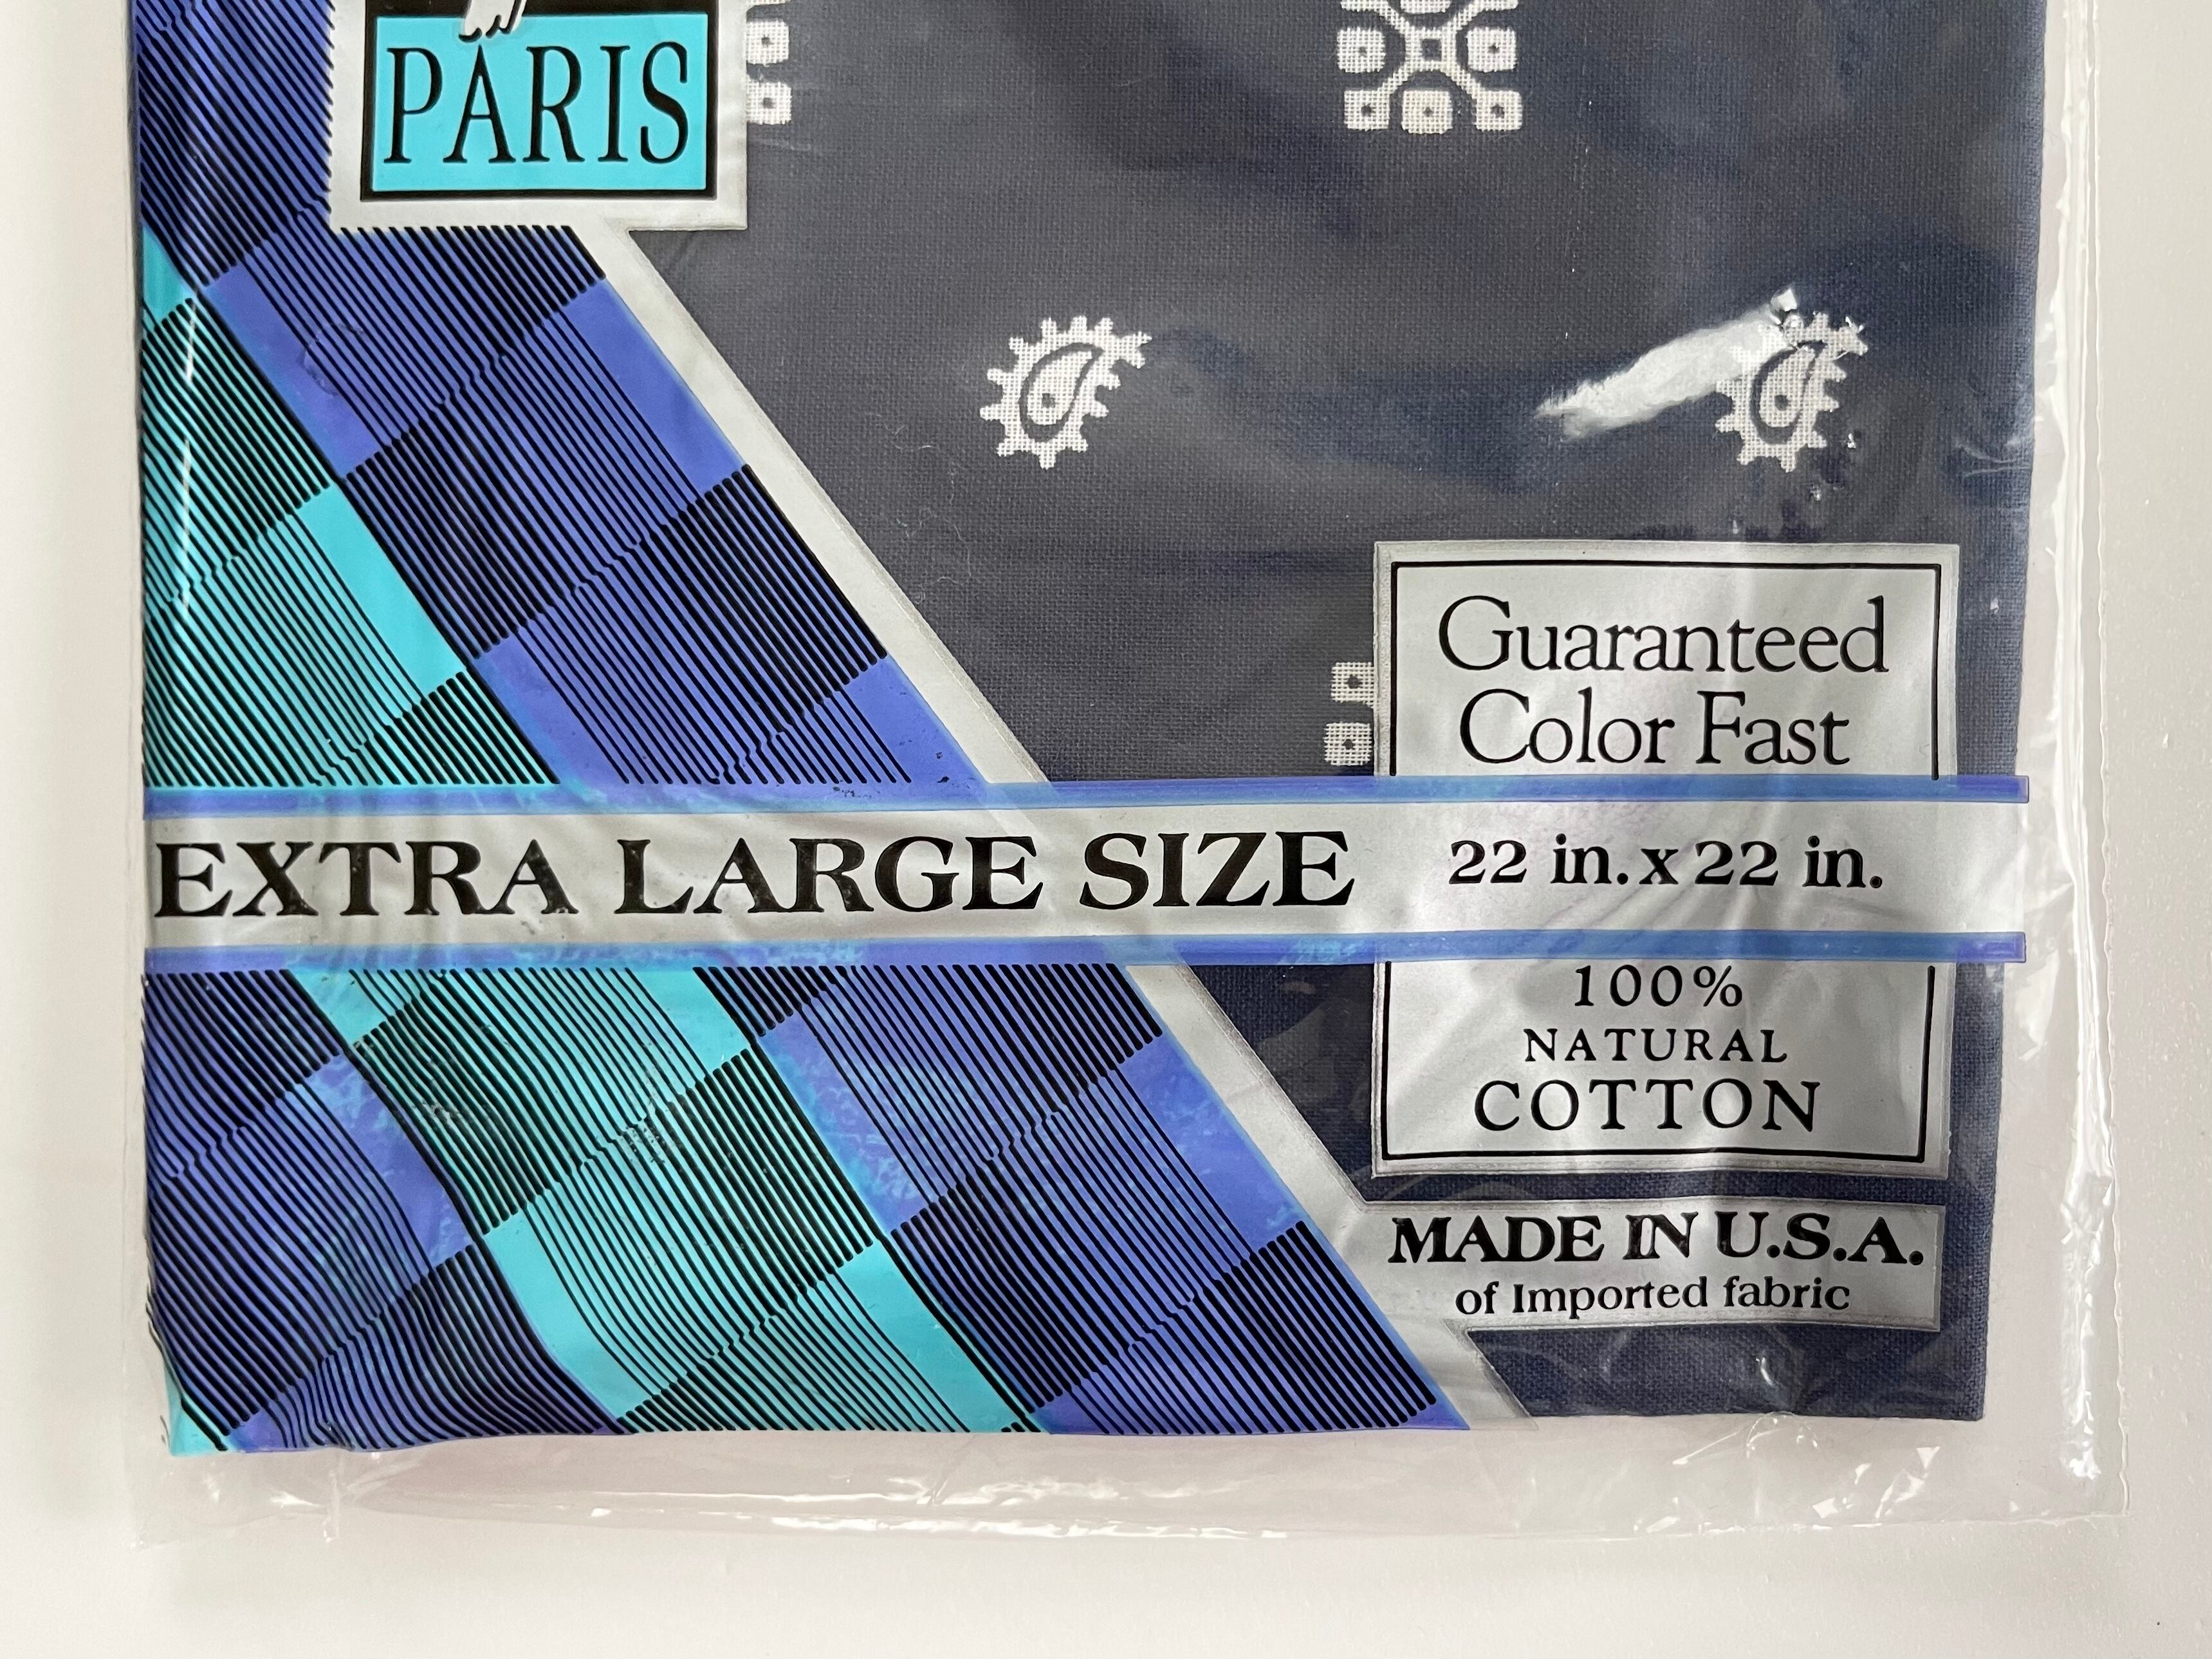 PARIS
Guaranteed
Color Fast
EXTRA LARGE SIZE 22 in. x 22 in.
100%
NATURAL
COTTON
MADE IN U.S.A.
of Imported fabric